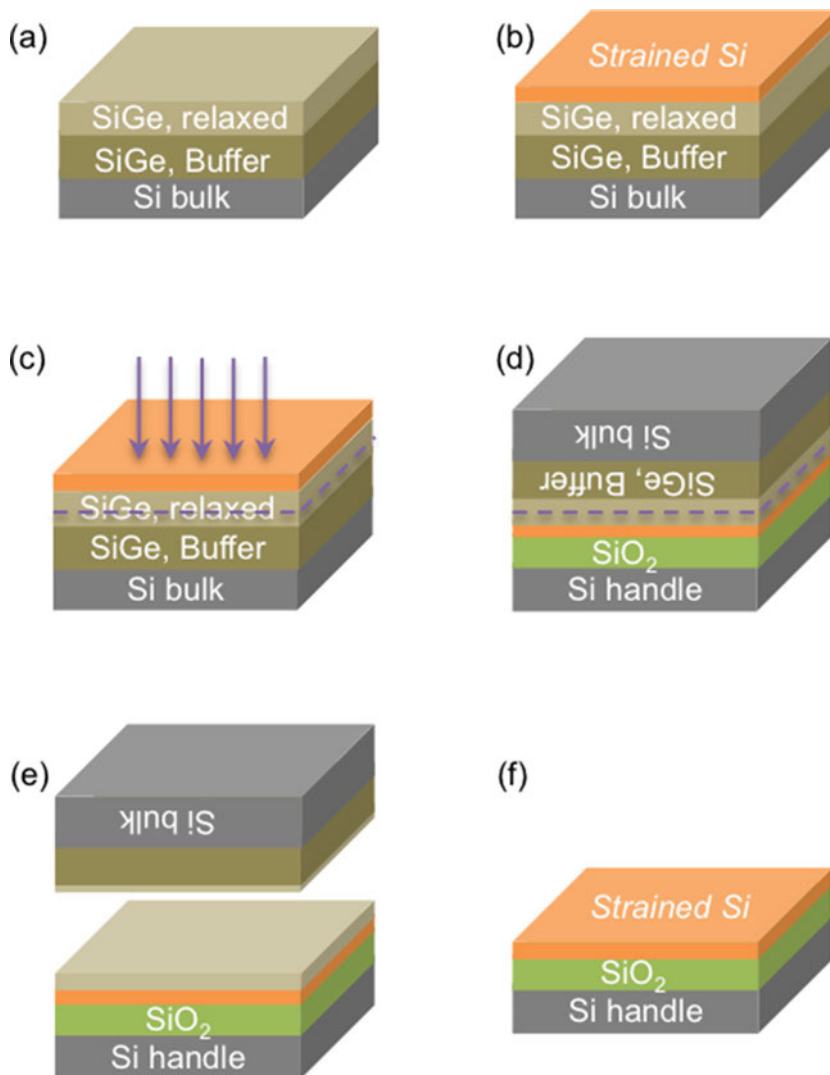 (a)
SiGe, relaxed
SiGe, Buffer
Si bulk
(b)
Strained Si
SiGe, relaxed
SiGe, Buffer
Si bulk
(c)
SiGe, relaxed
SiGe, Buffer
Si bulk
(d)
Si bulk
SiGe, Buffer
SiO₂
Si handle
(e)
Si bulk
SiO₂
Si handle
(f)
Strained Si
SiO₂
Si handle